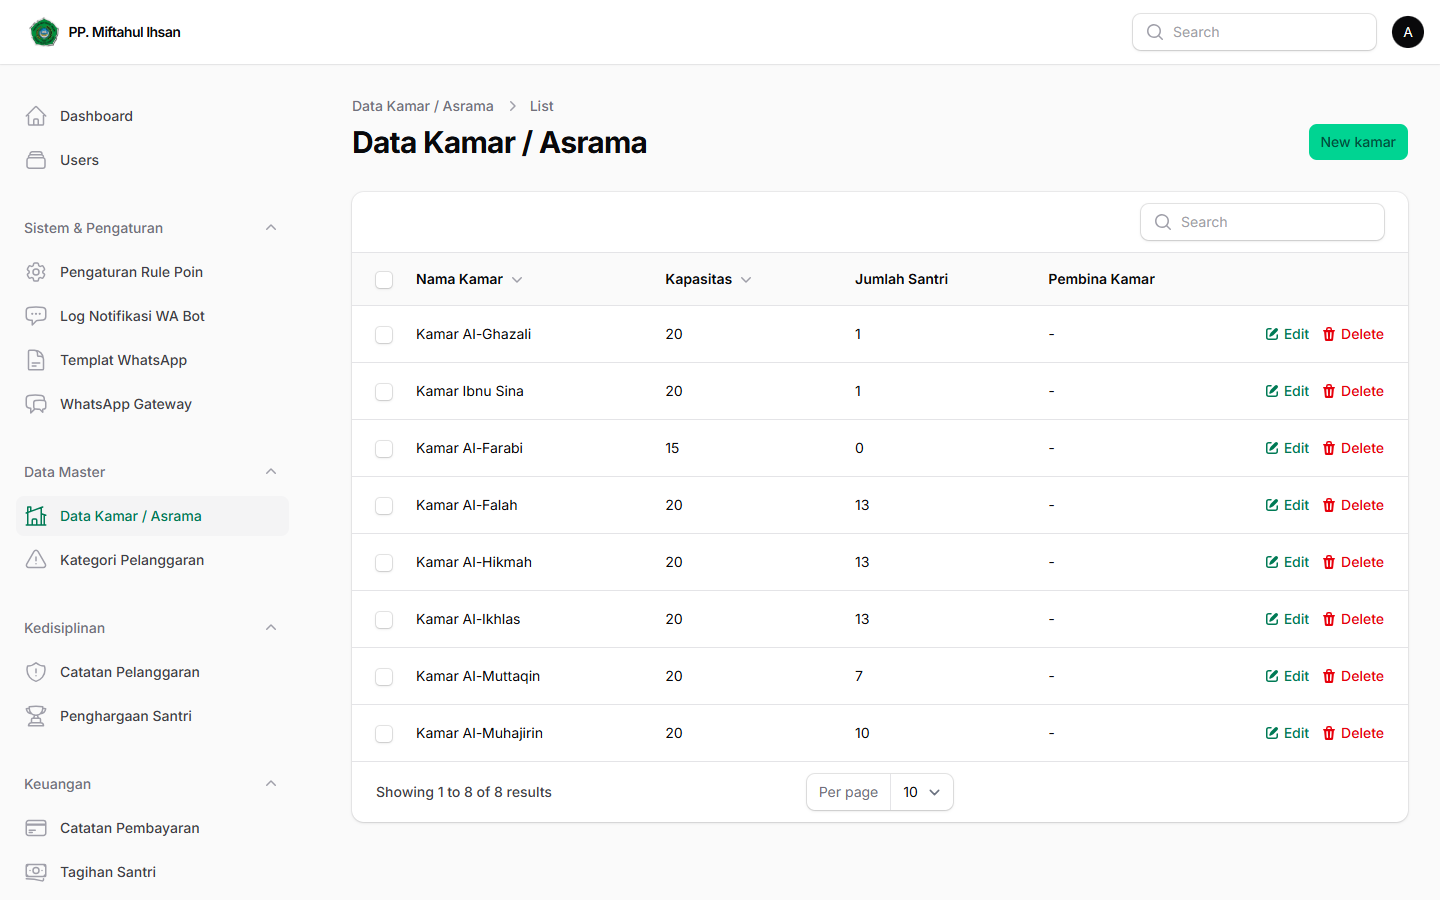 PP. Miftahul Ihsan
Search
A
Dashboard
Users
Sistem & Pengaturan
Pengaturan Rule Poin
Log Notifikasi WA Bot
Templat WhatsApp
WhatsApp Gateway
Data Master
Data Kamar / Asrama
Kategori Pelanggaran
Kedisiplinan
Catatan Pelanggaran
Penghargaan Santri
Keuangan
Catatan Pembayaran
Tagihan Santri
Data Kamar / Asrama > List
Data Kamar / Asrama
New kamar
Search
Nama Kamar Kapasitas Jumlah Santri Pembina Kamar
Kamar Al-Ghazali 20 1 - Edit Delete
Kamar Ibnu Sina 20 1 - Edit Delete
Kamar Al-Farabi 15 0 - Edit Delete
Kamar Al-Falah 20 13 - Edit Delete
Kamar Al-Hikmah 20 13 - Edit Delete
Kamar Al-Ikhlas 20 13 - Edit Delete
Kamar Al-Muttaqin 20 7 - Edit Delete
Kamar Al-Muhajirin 20 10 - Edit Delete
Showing 1 to 8 of 8 results Per page 10